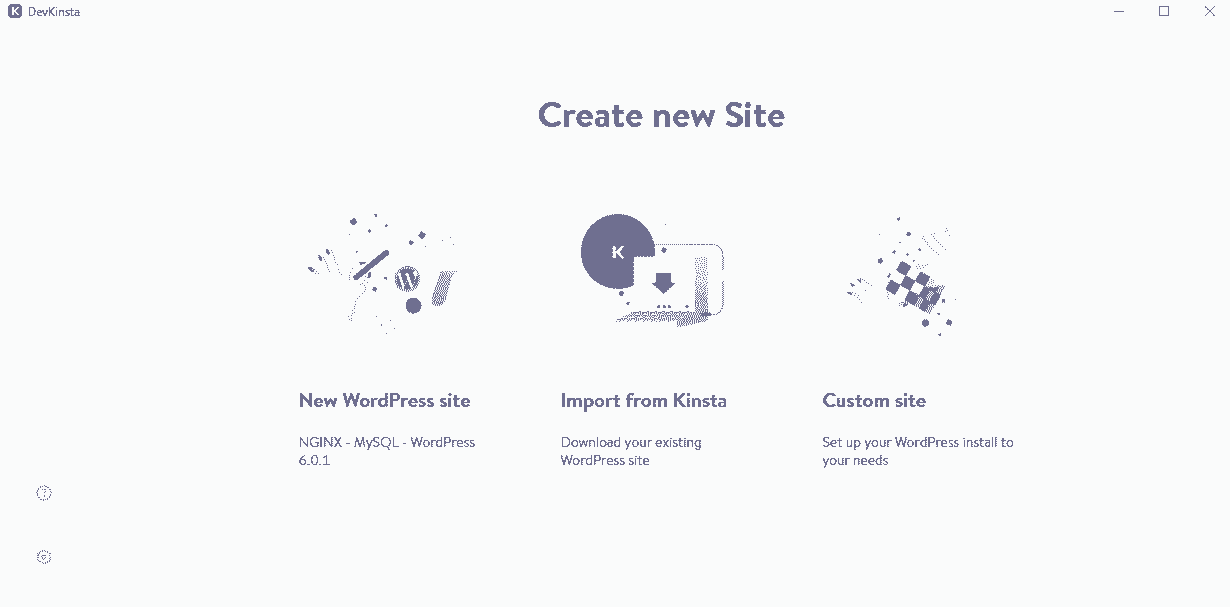 DevKinsta
Create new Site
K
New WordPress site
NGINX - MySQL - WordPress
6.0.1
Import from Kinsta
Download your existing
WordPress site
Custom site
Set up your WordPress install to
your needs